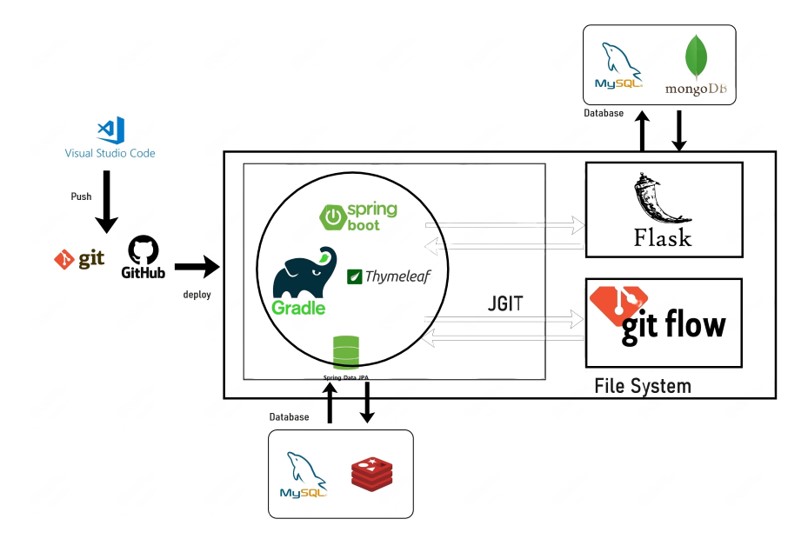 MySQL
mongoDb
Database
Visual Studio Code
Push
git
GitHub
deploy
spring
boot
Thymeleaf
Gradle
Spring Data JPA
JGIT
Flask
git flow
File System
Database
MySQL